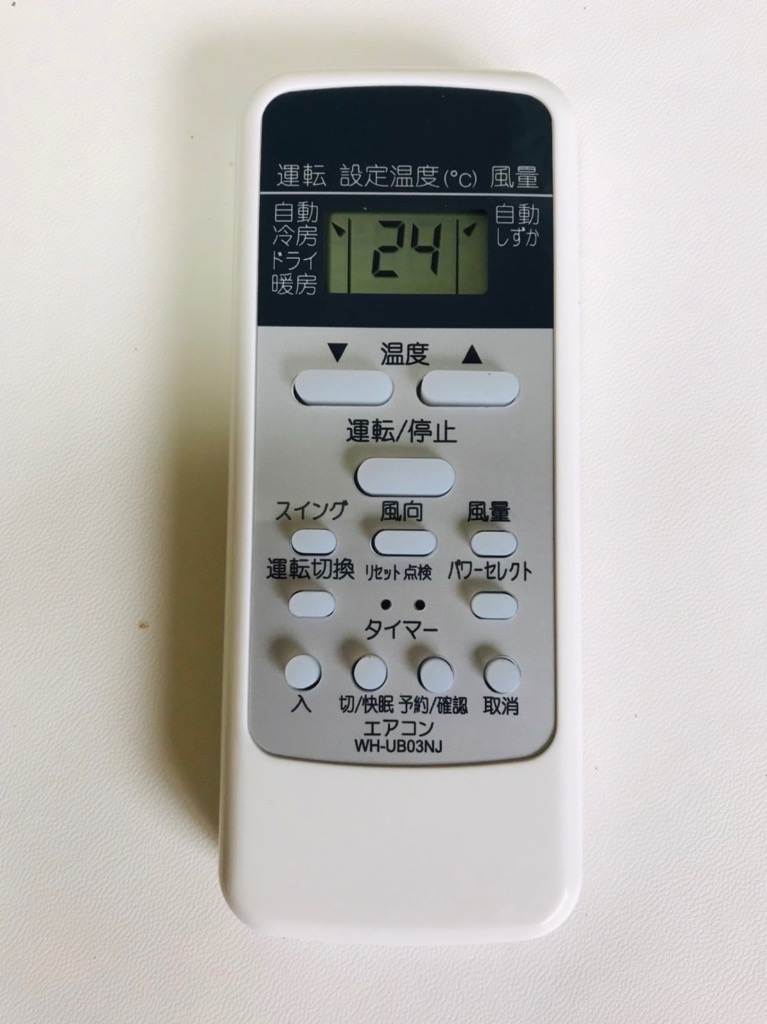 運転 設定温度(°C) 風量
自動 自動
冷房 24 しずか
ドライ
暖房
▼ 温度 ▲
運転/停止
スイング 風向 風量
運転切換 リセット 点検 パワーセレクト
タイマー
入 切/快眠 予約/確認 取消
エアコン
WH-UB03NJ